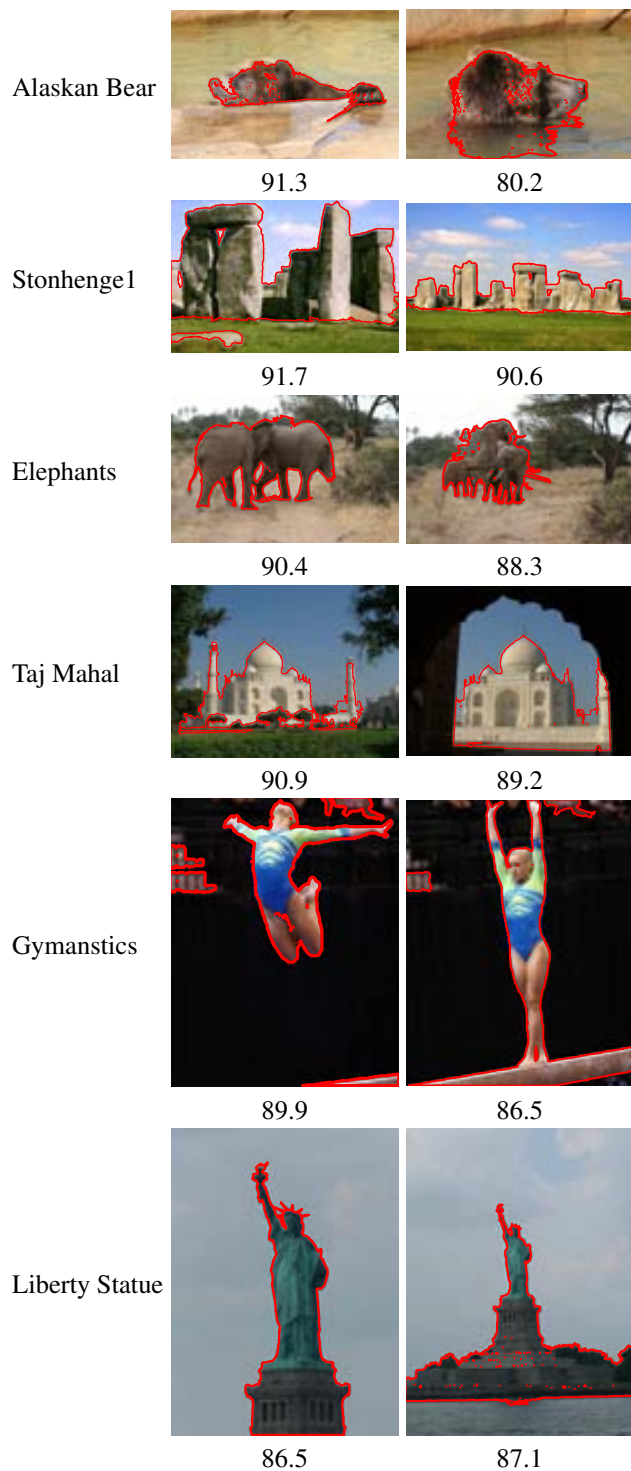 Alaskan Bear
91.3 80.2
Stonhenge1
91.7 90.6
Elephants
90.4 88.3
Taj Mahal
90.9 89.2
Gymanstics
89.9 86.5
Liberty Statue
86.5 87.1